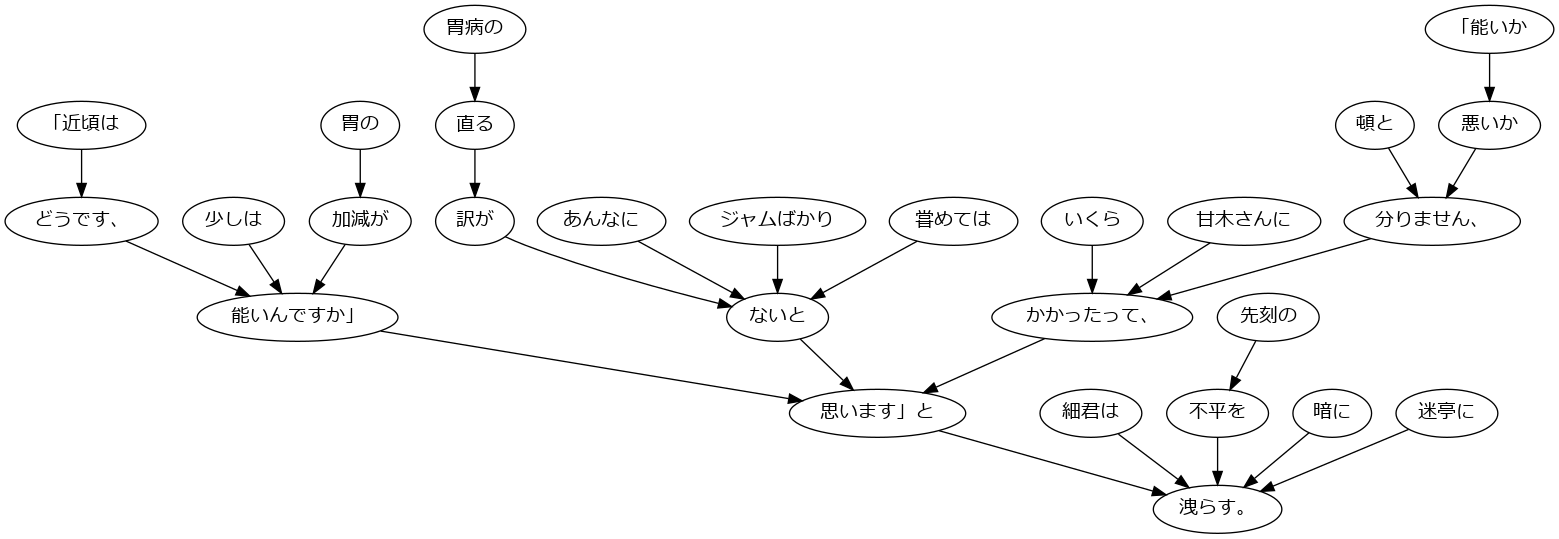 胃病の
「能いか
「近頃は
胃の
直る
頓と
悪いか
どうです、
少しは
加減が
訳が
あんなに
ジャムばかり
甞めては
いくら
甘木さんに
分りません、
能いんですか」
ないと
かかったって、
先刻の
思います」と
細君は
不平を
暗に
迷亭に
洩らす。